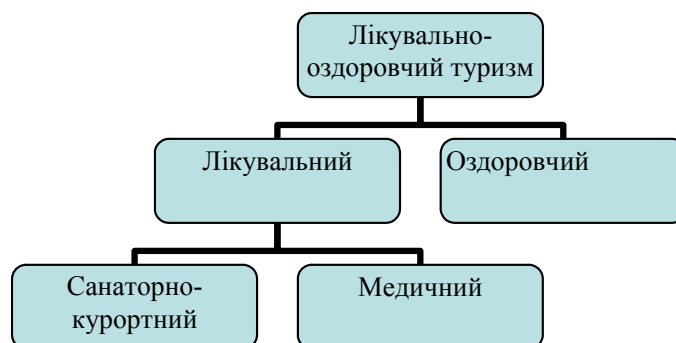 Лікувально-
оздоровчий туризм
Лікувальний
Оздоровчий
Санаторно-
курортний
Медичний